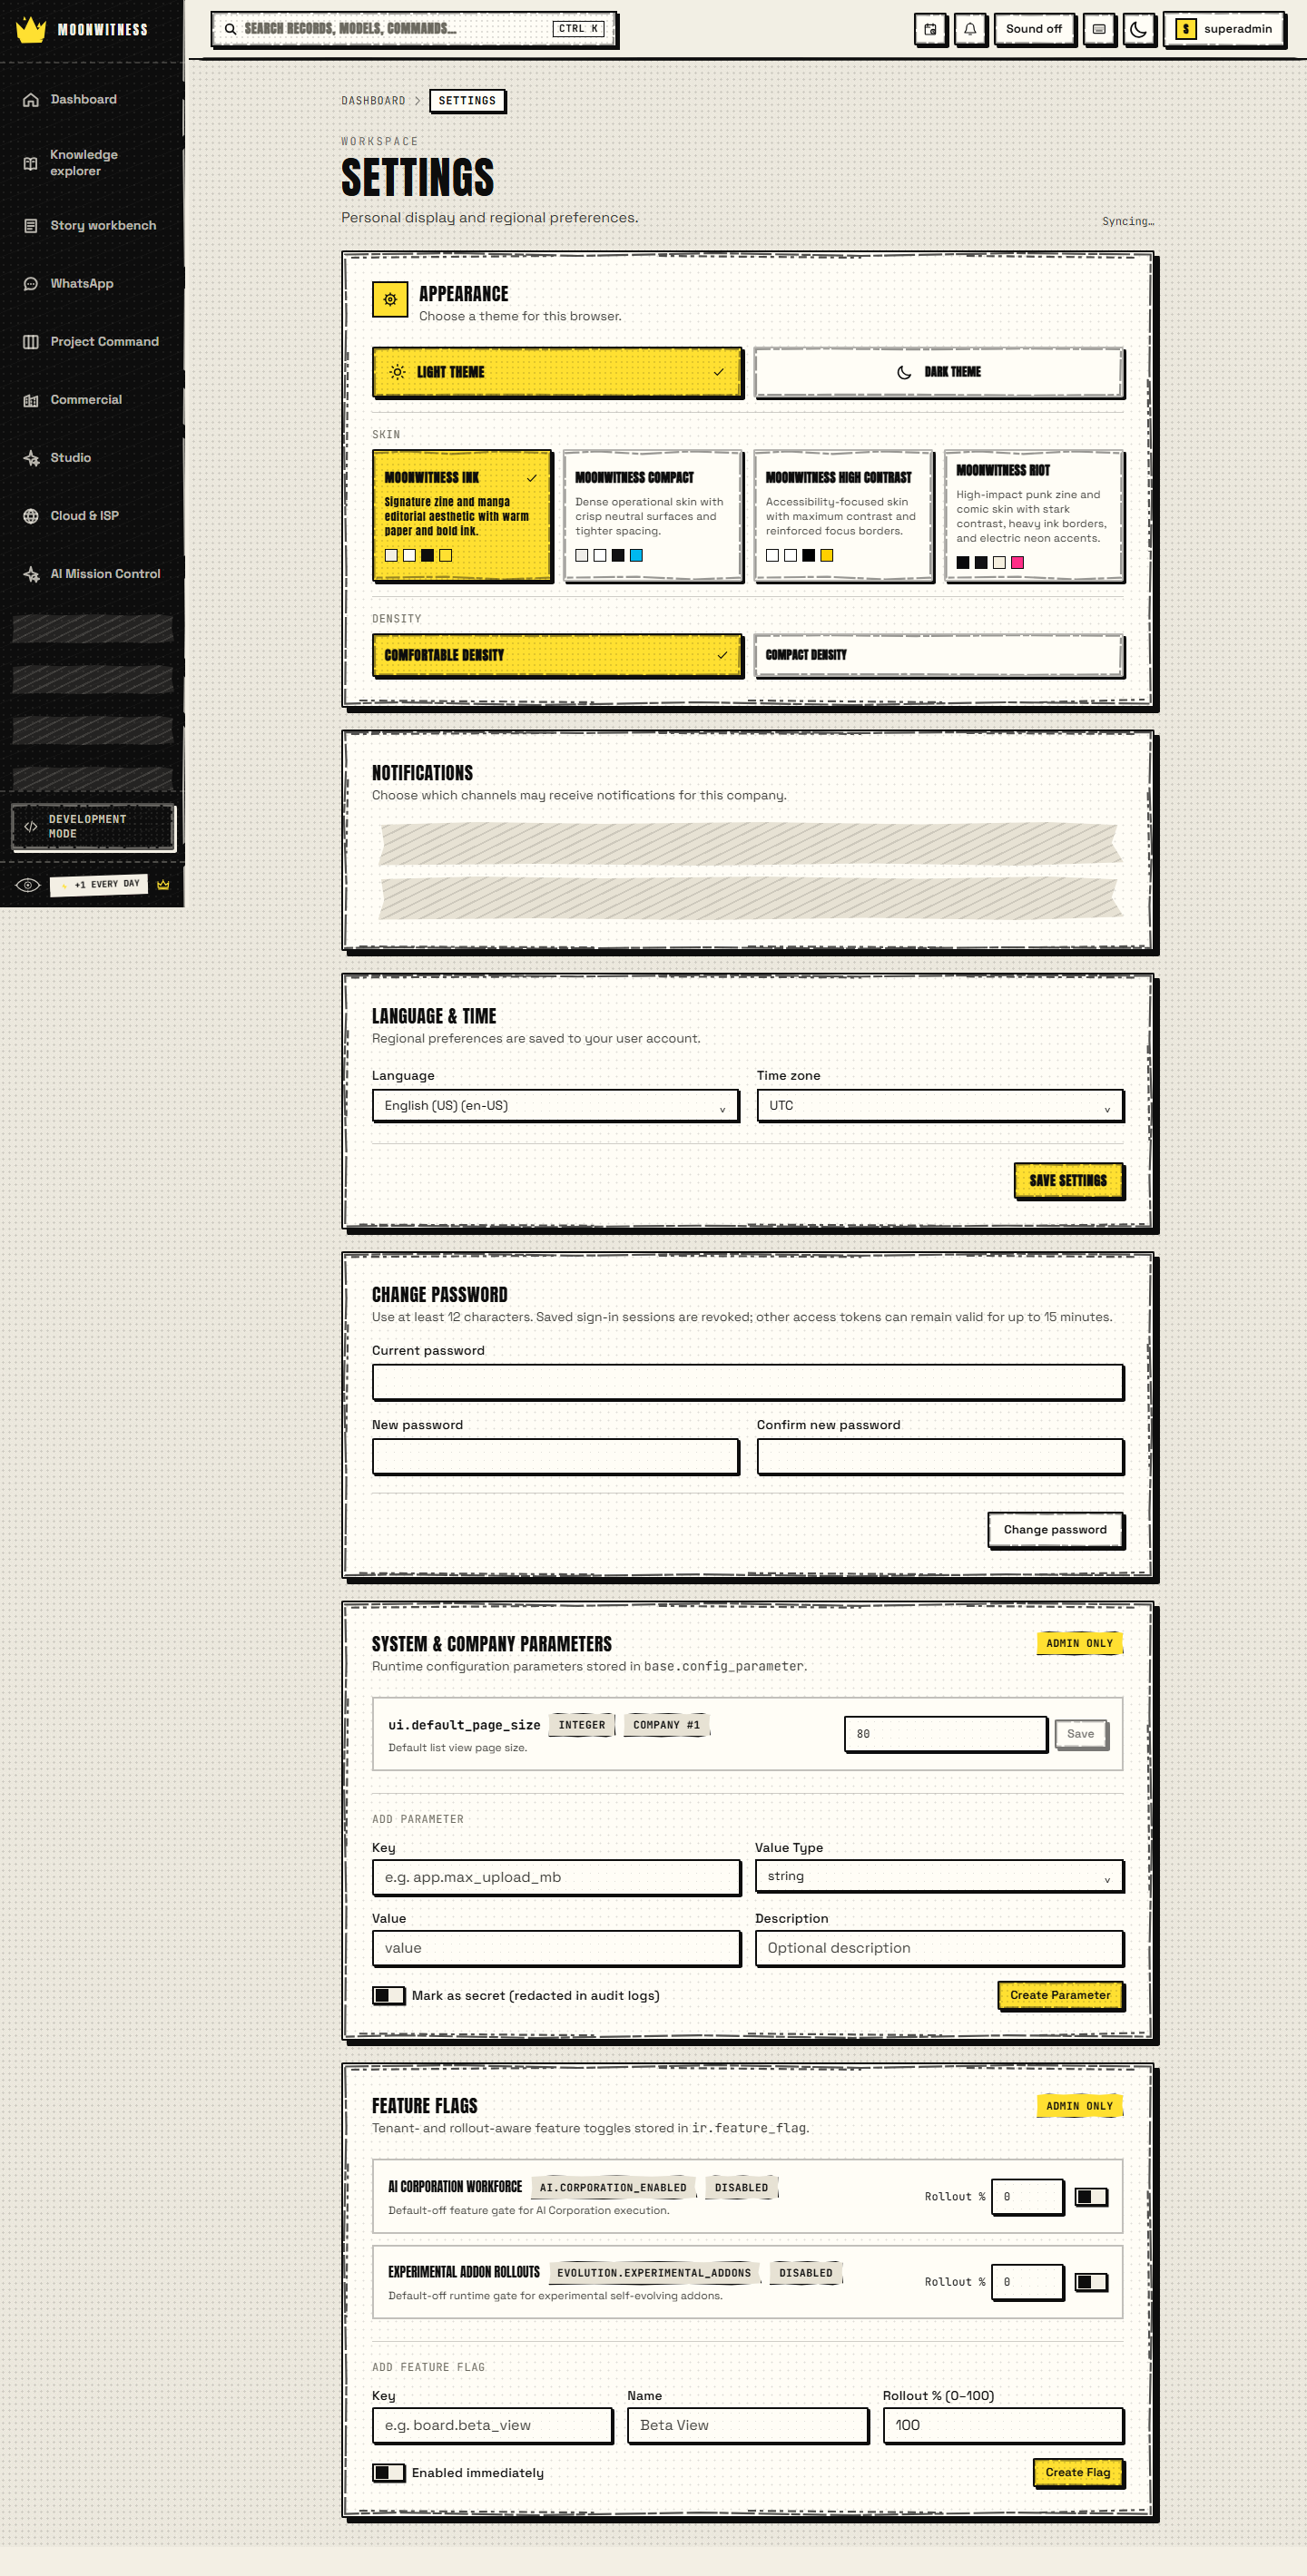 MOONWITNESS
SEARCH RECORDS, MODELS, COMMANDS...
CTRL K
Sound off
S
superadmin
Dashboard
Knowledge
explorer
Story workbench
WhatsApp
Project Command
Commercial
Studio
Cloud & ISP
AI Mission Control
DEVELOPMENT
MODE
+1 EVERY DAY
DASHBOARD > SETTINGS
WORKSPACE
SETTINGS
Personal display and regional preferences.
Syncing…
APPEARANCE
Choose a theme for this browser.
LIGHT THEME
DARK THEME
SKIN
MOONWITNESS INK
Signature zine and manga
editorial aesthetic with warm
paper and bold ink.
MOONWITNESS COMPACT
Dense operational skin with
crisp neutral surfaces and
tighter spacing.
MOONWITNESS HIGH CONTRAST
Accessibility-focused skin
with maximum contrast and
reinforced focus borders.
MOONWITNESS RIOT
High-impact punk zine and
comic skin with stark
contrast, heavy ink borders,
and electric neon accents.
DENSITY
COMFORTABLE DENSITY
COMPACT DENSITY
NOTIFICATIONS
Choose which channels may receive notifications for this company.
LANGUAGE & TIME
Regional preferences are saved to your user account.
Language
Time zone
English (US) (en-US)
UTC
SAVE SETTINGS
CHANGE PASSWORD
Use at least 12 characters. Saved sign-in sessions are revoked; other access tokens can remain valid for up to 15 minutes.
Current password
New password
Confirm new password
Change password
SYSTEM & COMPANY PARAMETERS
ADMIN ONLY
Runtime configuration parameters stored in base.config_parameter.
ui.default_page_size INTEGER COMPANY #1
Default list view page size.
80
Save
ADD PARAMETER
Key
Value Type
e.g. app.max_upload_mb
string
Value
Description
value
Optional description
Mark as secret (redacted in audit logs)
Create Parameter
FEATURE FLAGS
ADMIN ONLY
Tenant- and rollout-aware feature toggles stored in ir.feature_flag.
AI CORPORATION WORKFORCE AI.CORPORATION_ENABLED DISABLED
Default-off feature gate for AI Corporation execution.
Rollout % 0
EXPERIMENTAL ADDON ROLLOUTS EVOLUTION.EXPERIMENTAL_ADDONS DISABLED
Default-off runtime gate for experimental self-evolving addons.
Rollout % 0
ADD FEATURE FLAG
Key
Name
Rollout % (0–100)
e.g. board.beta_view
Beta View
100
Enabled immediately
Create Flag